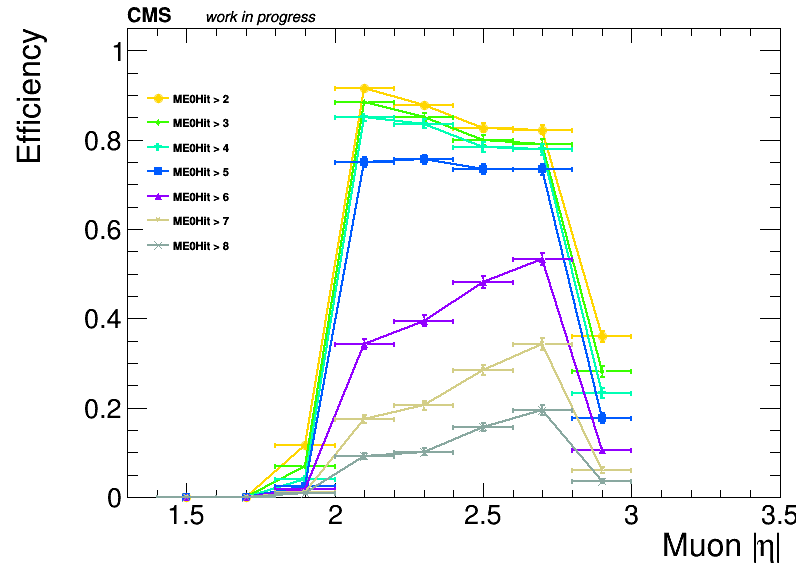 CMS work in progress
Efficiency
1
0.8
0.6
0.4
0.2
0
ME0Hit > 2
ME0Hit > 3
ME0Hit > 4
ME0Hit > 5
ME0Hit > 6
ME0Hit > 7
ME0Hit > 8
1.5 2 2.5 3 3.5
Muon |η|